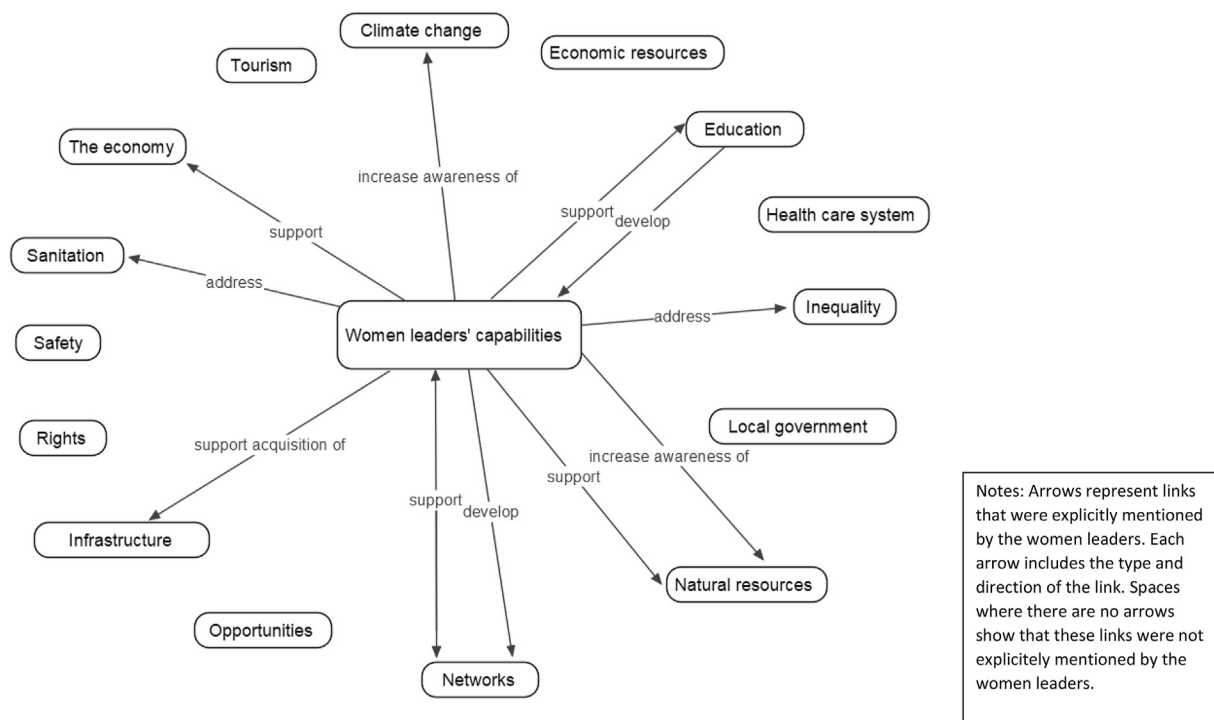 Climate change
Economic resources
Tourism
Education
The economy
increase awareness of
support
develop
Health care system
support
Sanitation
address
Inequality
address
Women leaders' capabilities
Safety
Rights
Local government
support acquisition of
increase awareness of
support
support
develop
Infrastructure
Natural resources
Opportunities
Networks
Notes: Arrows represent links
that were explicitly mentioned
by the women leaders. Each
arrow includes the type and
direction of the link. Spaces
where there are no arrows
show that these links were not
explicitely mentioned by the
women leaders.